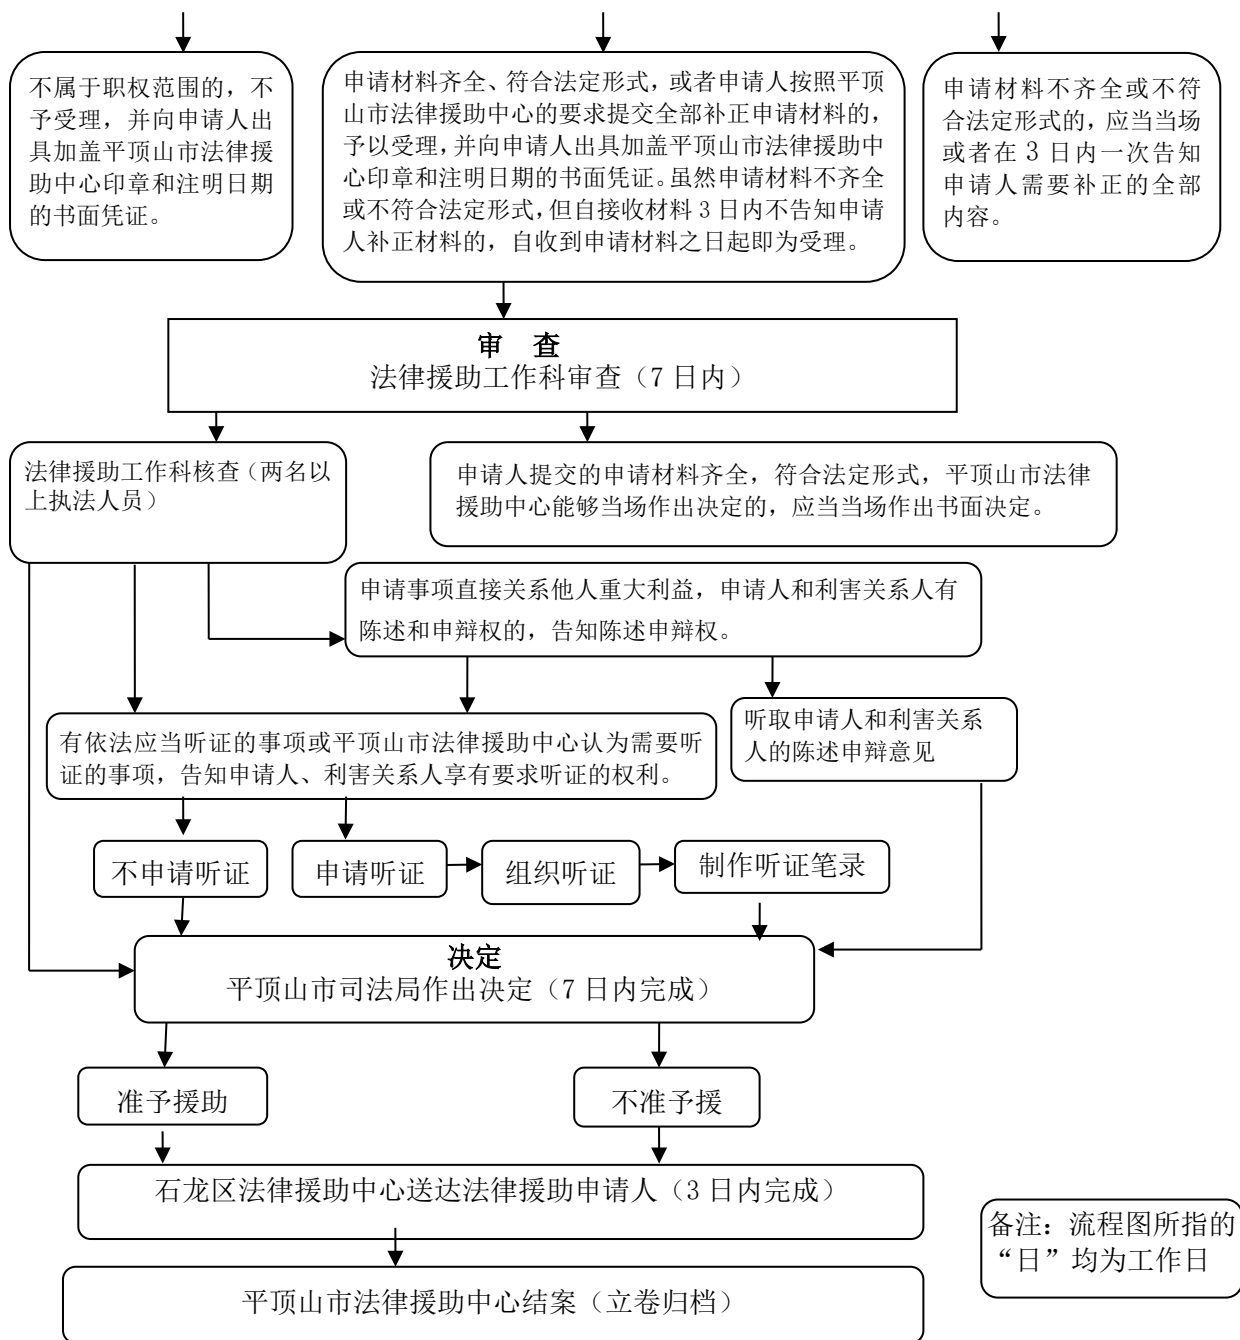 不属于职权范围的，不
予受理，并向申请人出
具加盖平顶山市法律援
助中心印章和注明日期
的书面凭证。
申请材料齐全、符合法定形式，或者申请人按照平顶
山市法律援助中心的要求提交全部补正申请材料的，
予以受理，并向申请人出具加盖平顶山市法律援助中
心印章和注明日期的书面凭证。虽然申请材料不齐全
或不符合法定形式，但自接收材料 3 日内不告知申请
人补正材料的，自收到申请材料之日起即为受理。
申请材料不齐全或不符
合法定形式的，应当当场
或者在 3 日内一次告知
申请人需要补正的全部
内容。
审 查
法律援助工作科审查（7 日内）
法律援助工作科核查（两名以
上执法人员）
申请人提交的申请材料齐全，符合法定形式，平顶山市法律
援助中心能够当场作出决定的，应当当场作出书面决定。
申请事项直接关系他人重大利益，申请人和利害关系人有
陈述和申辩权的，告知陈述申辩权。
有依法应当听证的事项或平顶山市法律援助中心认为需要听
证的事项，告知申请人、利害关系人享有要求听证的权利。
听取申请人和利害关系
人的陈述申辩意见
不申请听证
申请听证
组织听证
制作听证笔录
决定
平顶山市司法局作出决定（7 日内完成）
准予援助
不准予援
石龙区法律援助中心送达法律援助申请人（3 日内完成）
备注：流程图所指的
“日”均为工作日
平顶山市法律援助中心结案（立卷归档）